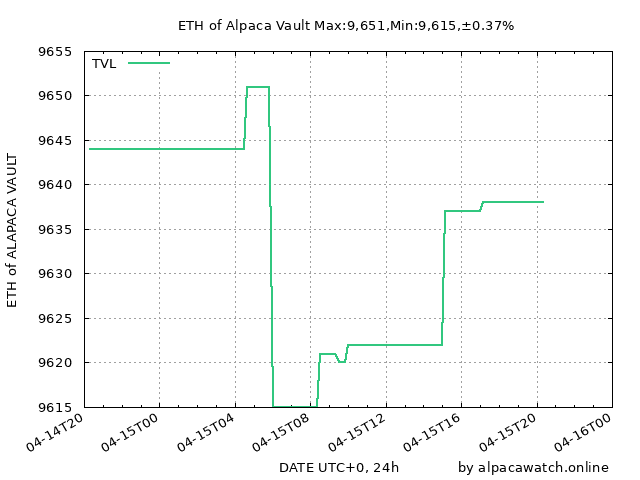 ETH of Alpaca Vault Max:9,651,Min:9,615,±0.37%
TVL
9655
9650
9645
9640
9635
9630
9625
9620
9615
ETH of ALAPACA VAULT
04-14T20
04-15T00
04-15T04
04-15T08
04-15T12
04-15T16
04-15T20
04-16T00
DATE UTC+0, 24h
by alpacawatch.online